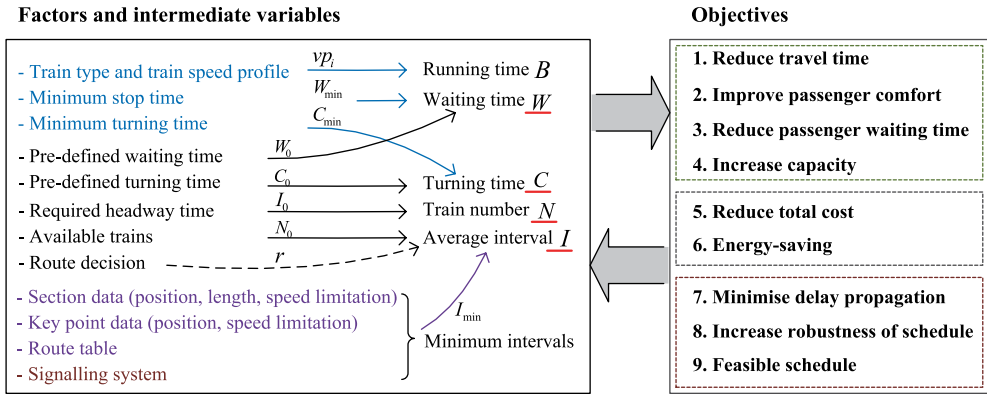 Factors and intermediate variables
Objectives
- Train type and train speed profile vp_i Running time B
- Minimum stop time W_min Waiting time W
- Minimum turning time C_min
- Pre-defined waiting time W_0
- Pre-defined turning time C_0 Turning time C
- Required headway time I_0 Train number N
- Available trains N_0 Average interval I
- Route decision r
- Section data (position, length, speed limitation)
- Key point data (position, speed limitation) I_min
- Route table Minimum intervals
- Signalling system
1. Reduce travel time
2. Improve passenger comfort
3. Reduce passenger waiting time
4. Increase capacity
5. Reduce total cost
6. Energy-saving
7. Minimise delay propagation
8. Increase robustness of schedule
9. Feasible schedule